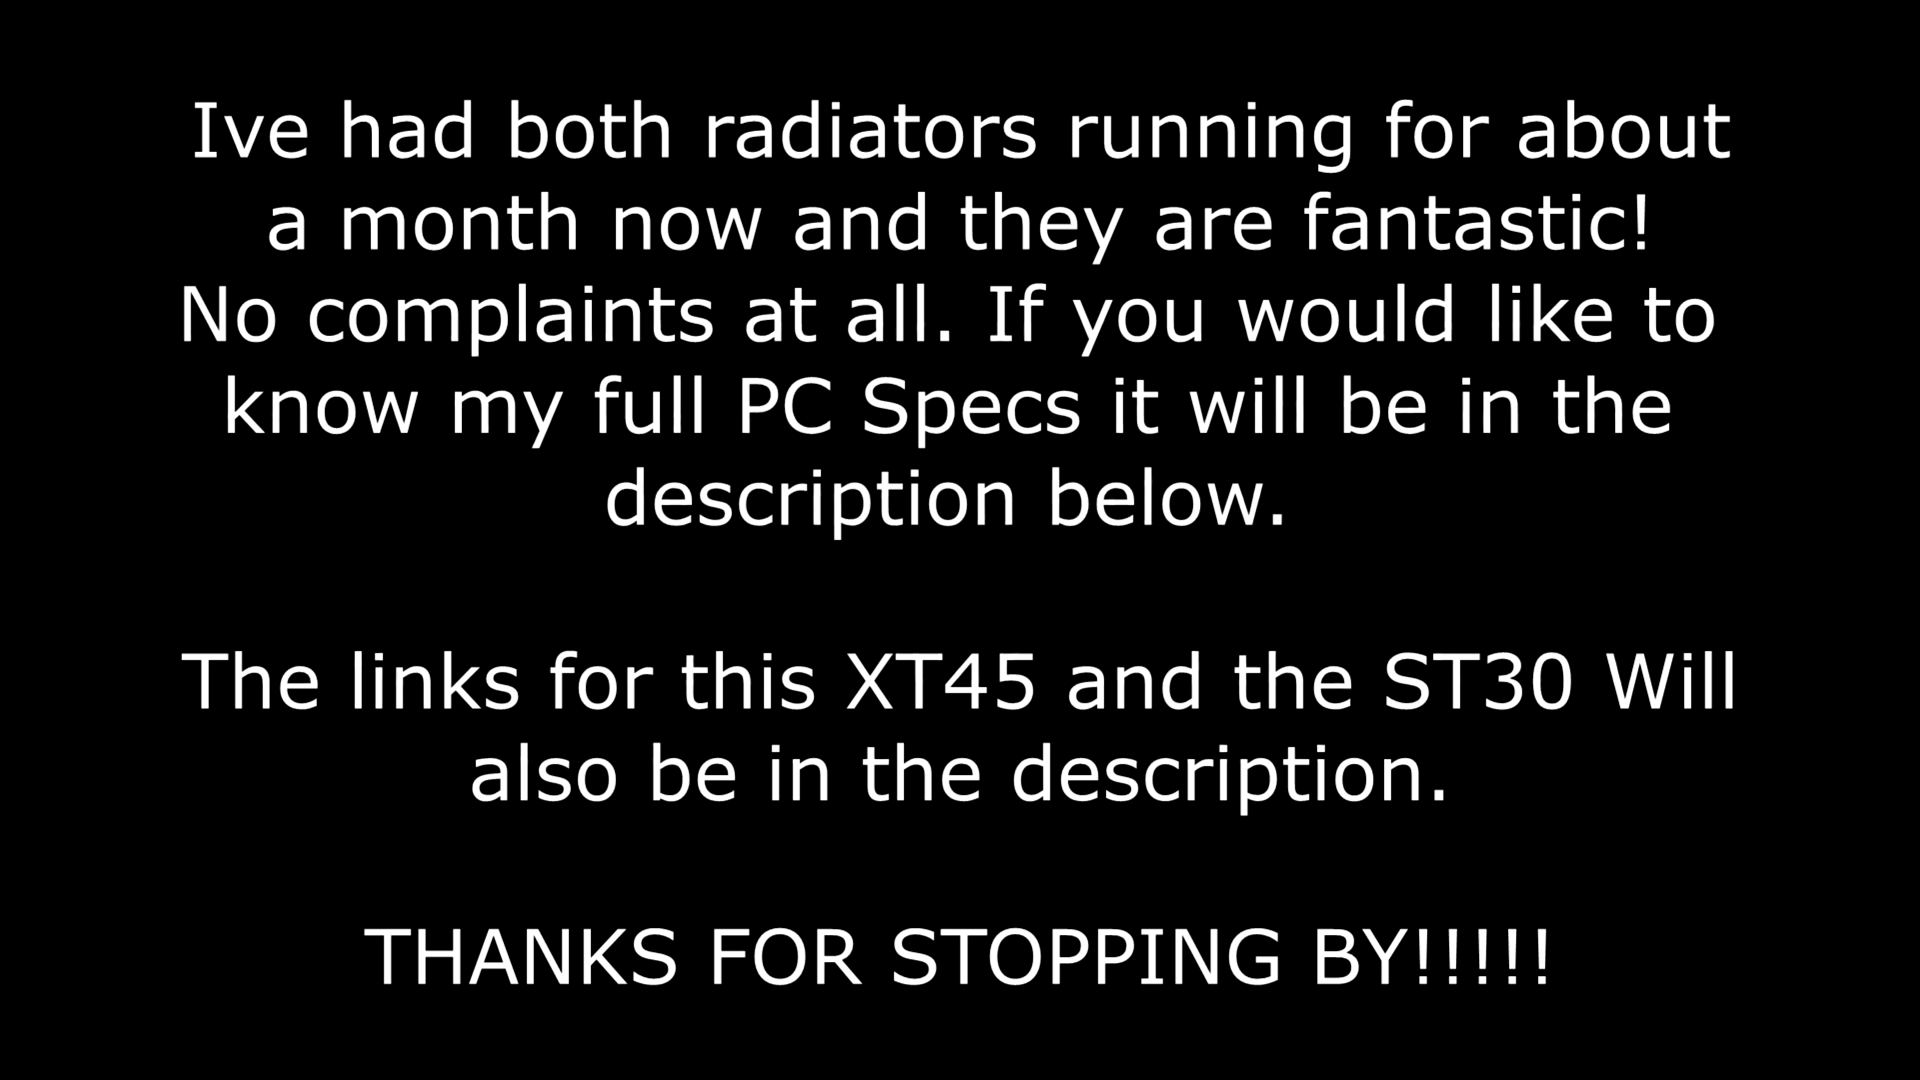 Ive had both radiators running for about
a month now and they are fantastic!
No complaints at all. If you would like to
know my full PC Specs it will be in the
description below.
The links for this XT45 and the ST30 Will
also be in the description.
THANKS FOR STOPPING BY!!!!!